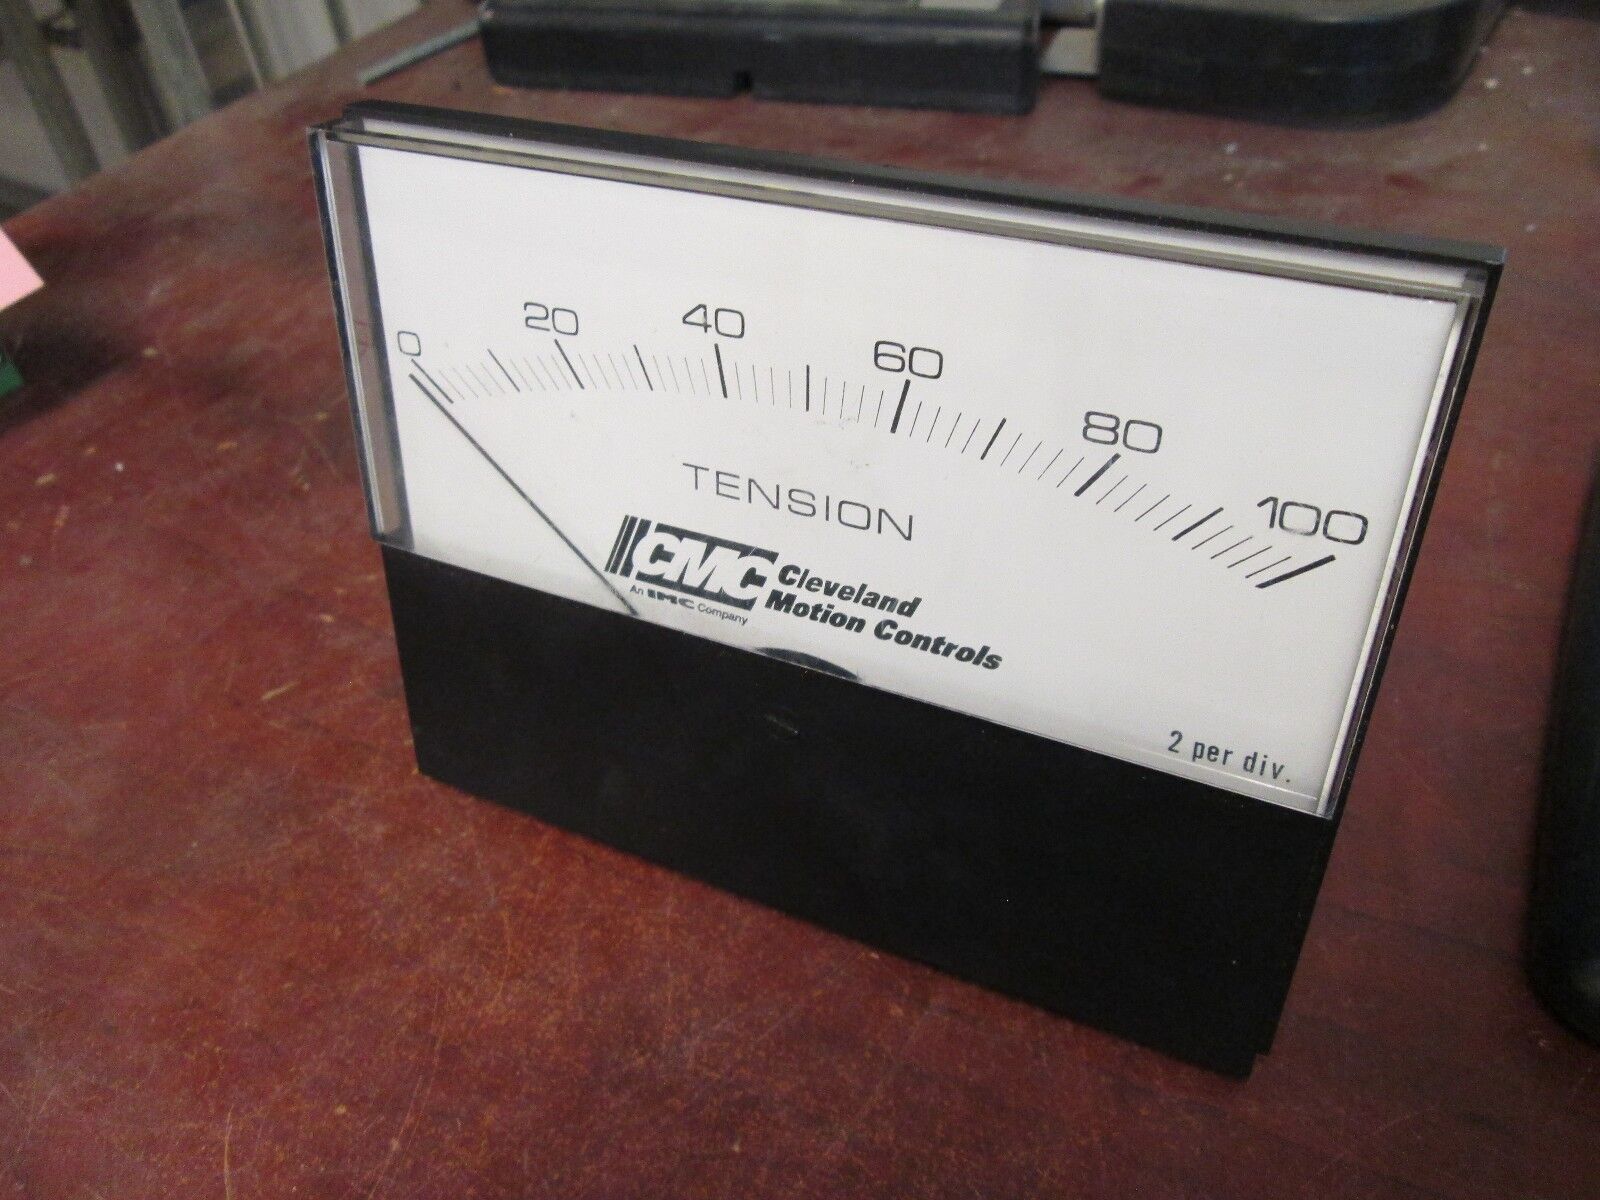 0 20 40 60 80 100
TENSION
CMC Cleveland
Motion Controls
An IMC Company
2 per div.